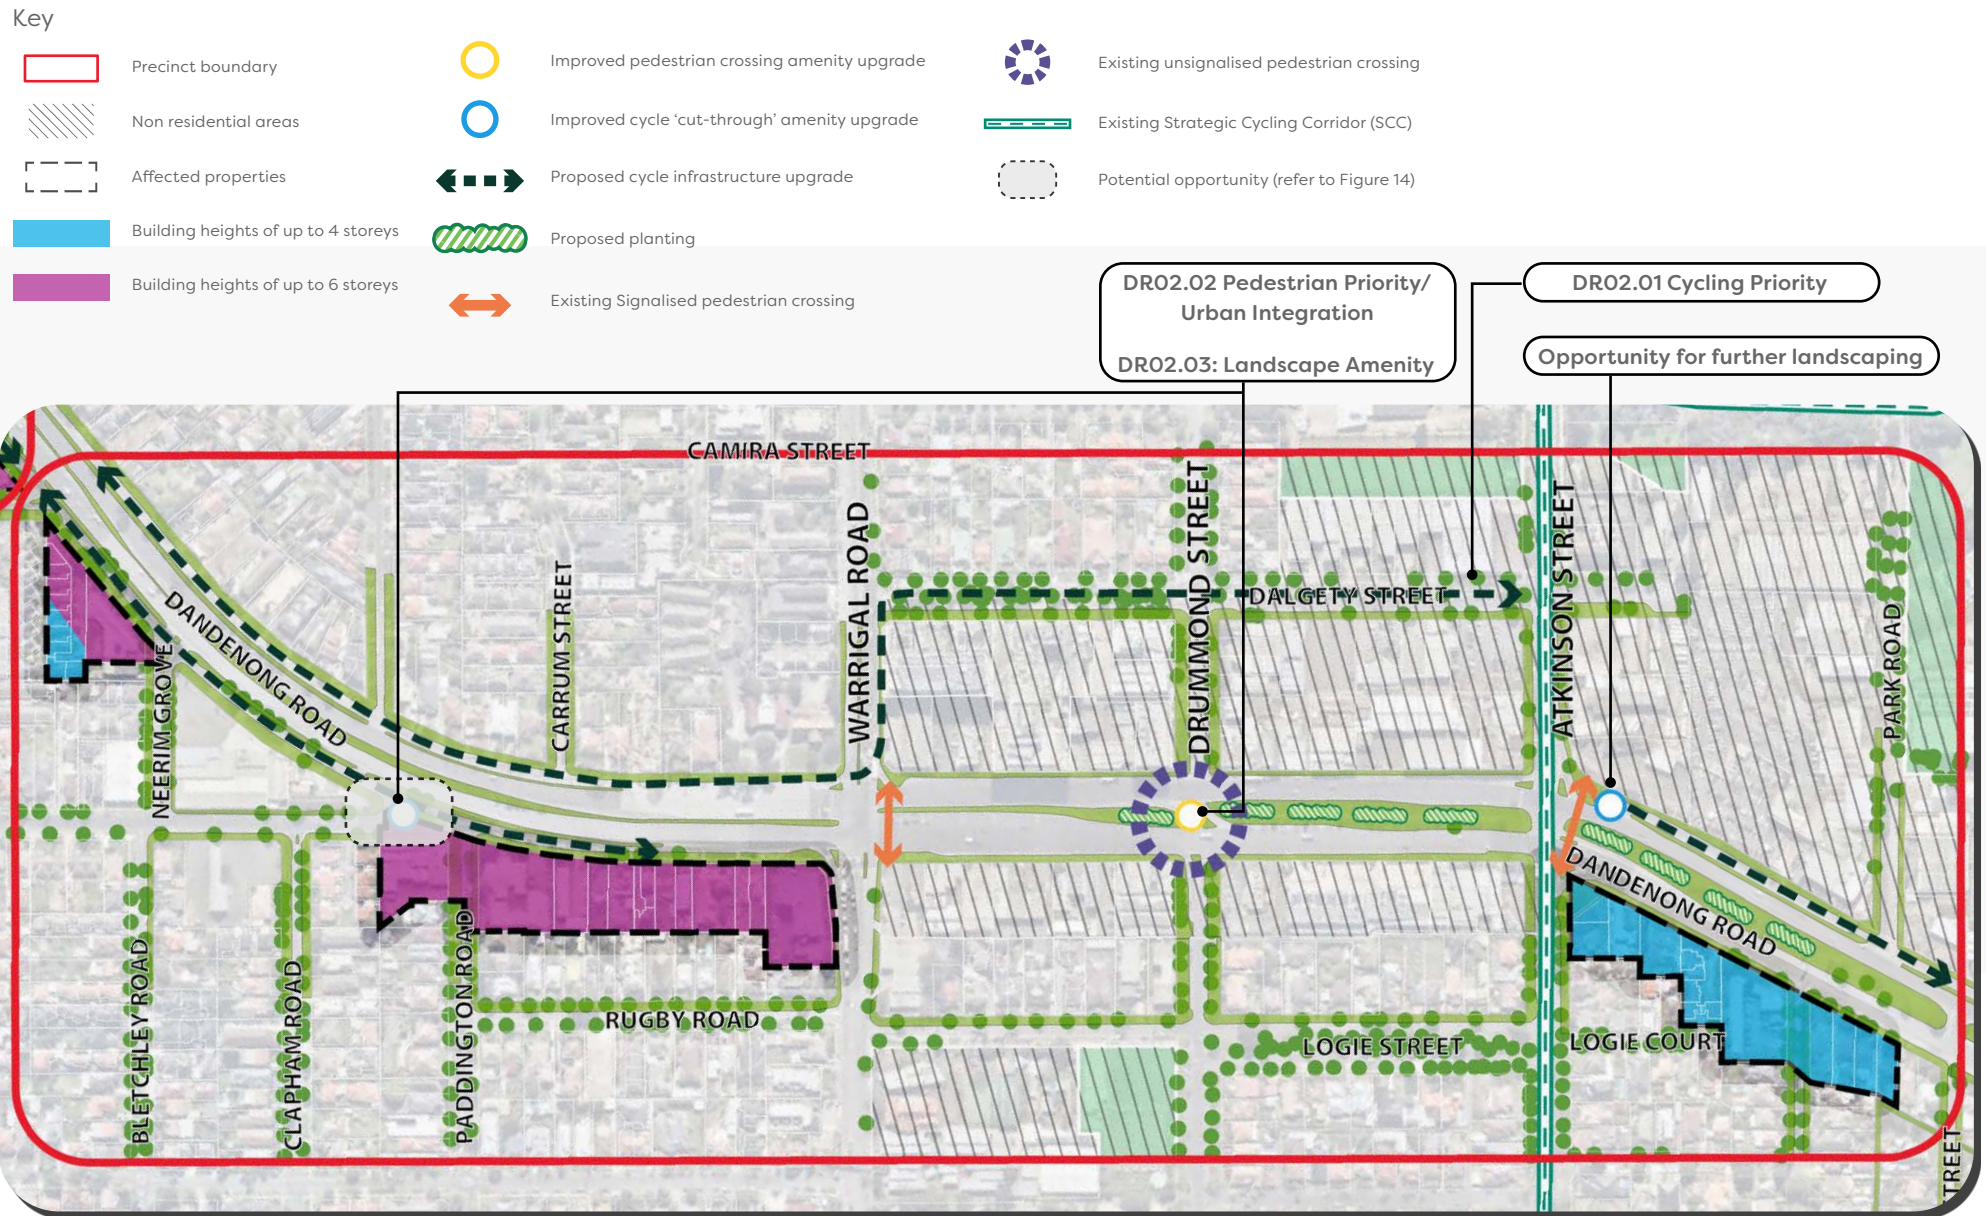 Key
Precinct boundary
Non residential areas
Affected properties
Building heights of up to 4 storeys
Building heights of up to 6 storeys
Improved pedestrian crossing amenity upgrade
Improved cycle ‘cut-through’ amenity upgrade
Proposed cycle infrastructure upgrade
Proposed planting
Existing Signalised pedestrian crossing
Existing unsignalised pedestrian crossing
Existing Strategic Cycling Corridor (SCC)
Potential opportunity (refer to Figure 14)
DR02.02 Pedestrian Priority/
Urban Integration
DR02.03: Landscape Amenity
DR02.01 Cycling Priority
Opportunity for further landscaping
CAMIRA STREET
DANDENONG ROAD
NEERIM GROVE
CARRUM STREET
WARRIGAL ROAD
DRUMMOND STREET
DALGETY STREET
ATKINSON STREET
PARK ROAD
DANDENONG ROAD
BLETCHLEY ROAD
CLAPHAM ROAD
PADDINGTON ROAD
RUGBY ROAD
LOGIE STREET
LOGIE COURT
TREET